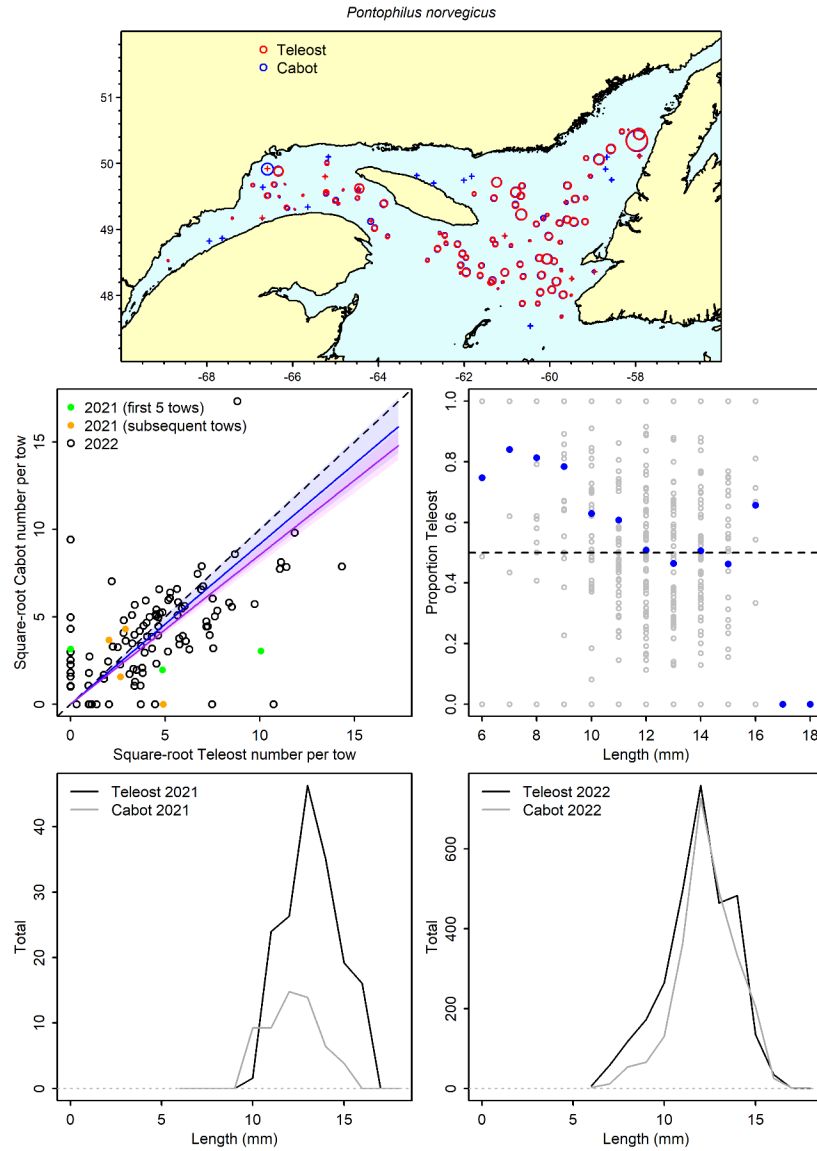 Pontophilus norvegicus
Teleost
Cabot
51
50
49
48
-68
-66
-64
-62
-60
-58
2021 (first 5 tows)
2021 (subsequent tows)
2022
Square-root Cabot number per tow
0
5
10
15
0
5
10
15
Square-root Teleost number per tow
Proportion Teleost
0.0
0.2
0.4
0.6
0.8
1.0
6
8
10
12
14
16
18
Length (mm)
Teleost 2021
Cabot 2021
Total
0
10
20
30
40
0
5
10
15
Length (mm)
Teleost 2022
Cabot 2022
Total
0
200
400
600
0
5
10
15
Length (mm)